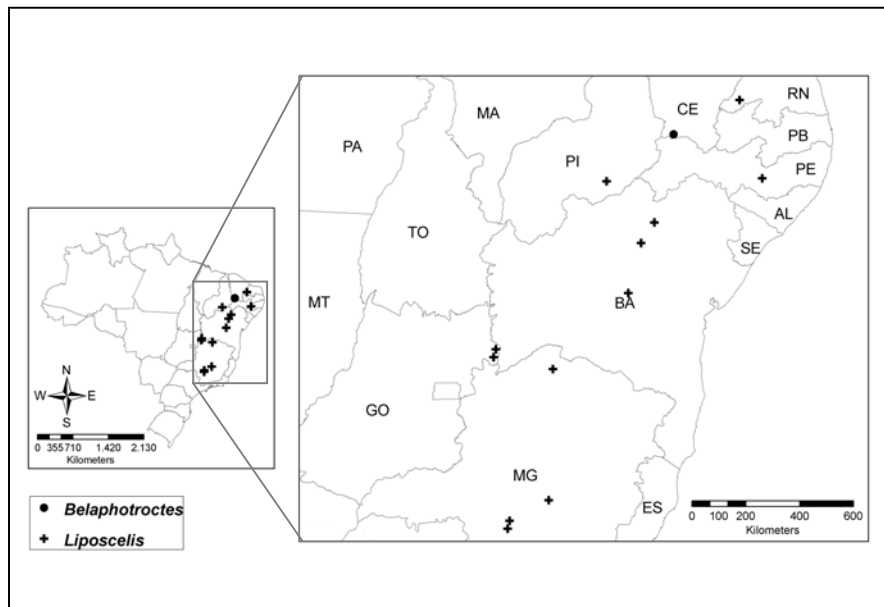 CE
RN
MA
PB
PA
PI
PE
AL
TO
SE
MT
BA
GO
MG
ES
N
W E
S
0 355710 1.420 2.130
Kilometers
0 100 200 400 600
Kilometers
Belaphotroctes
Liposcelis